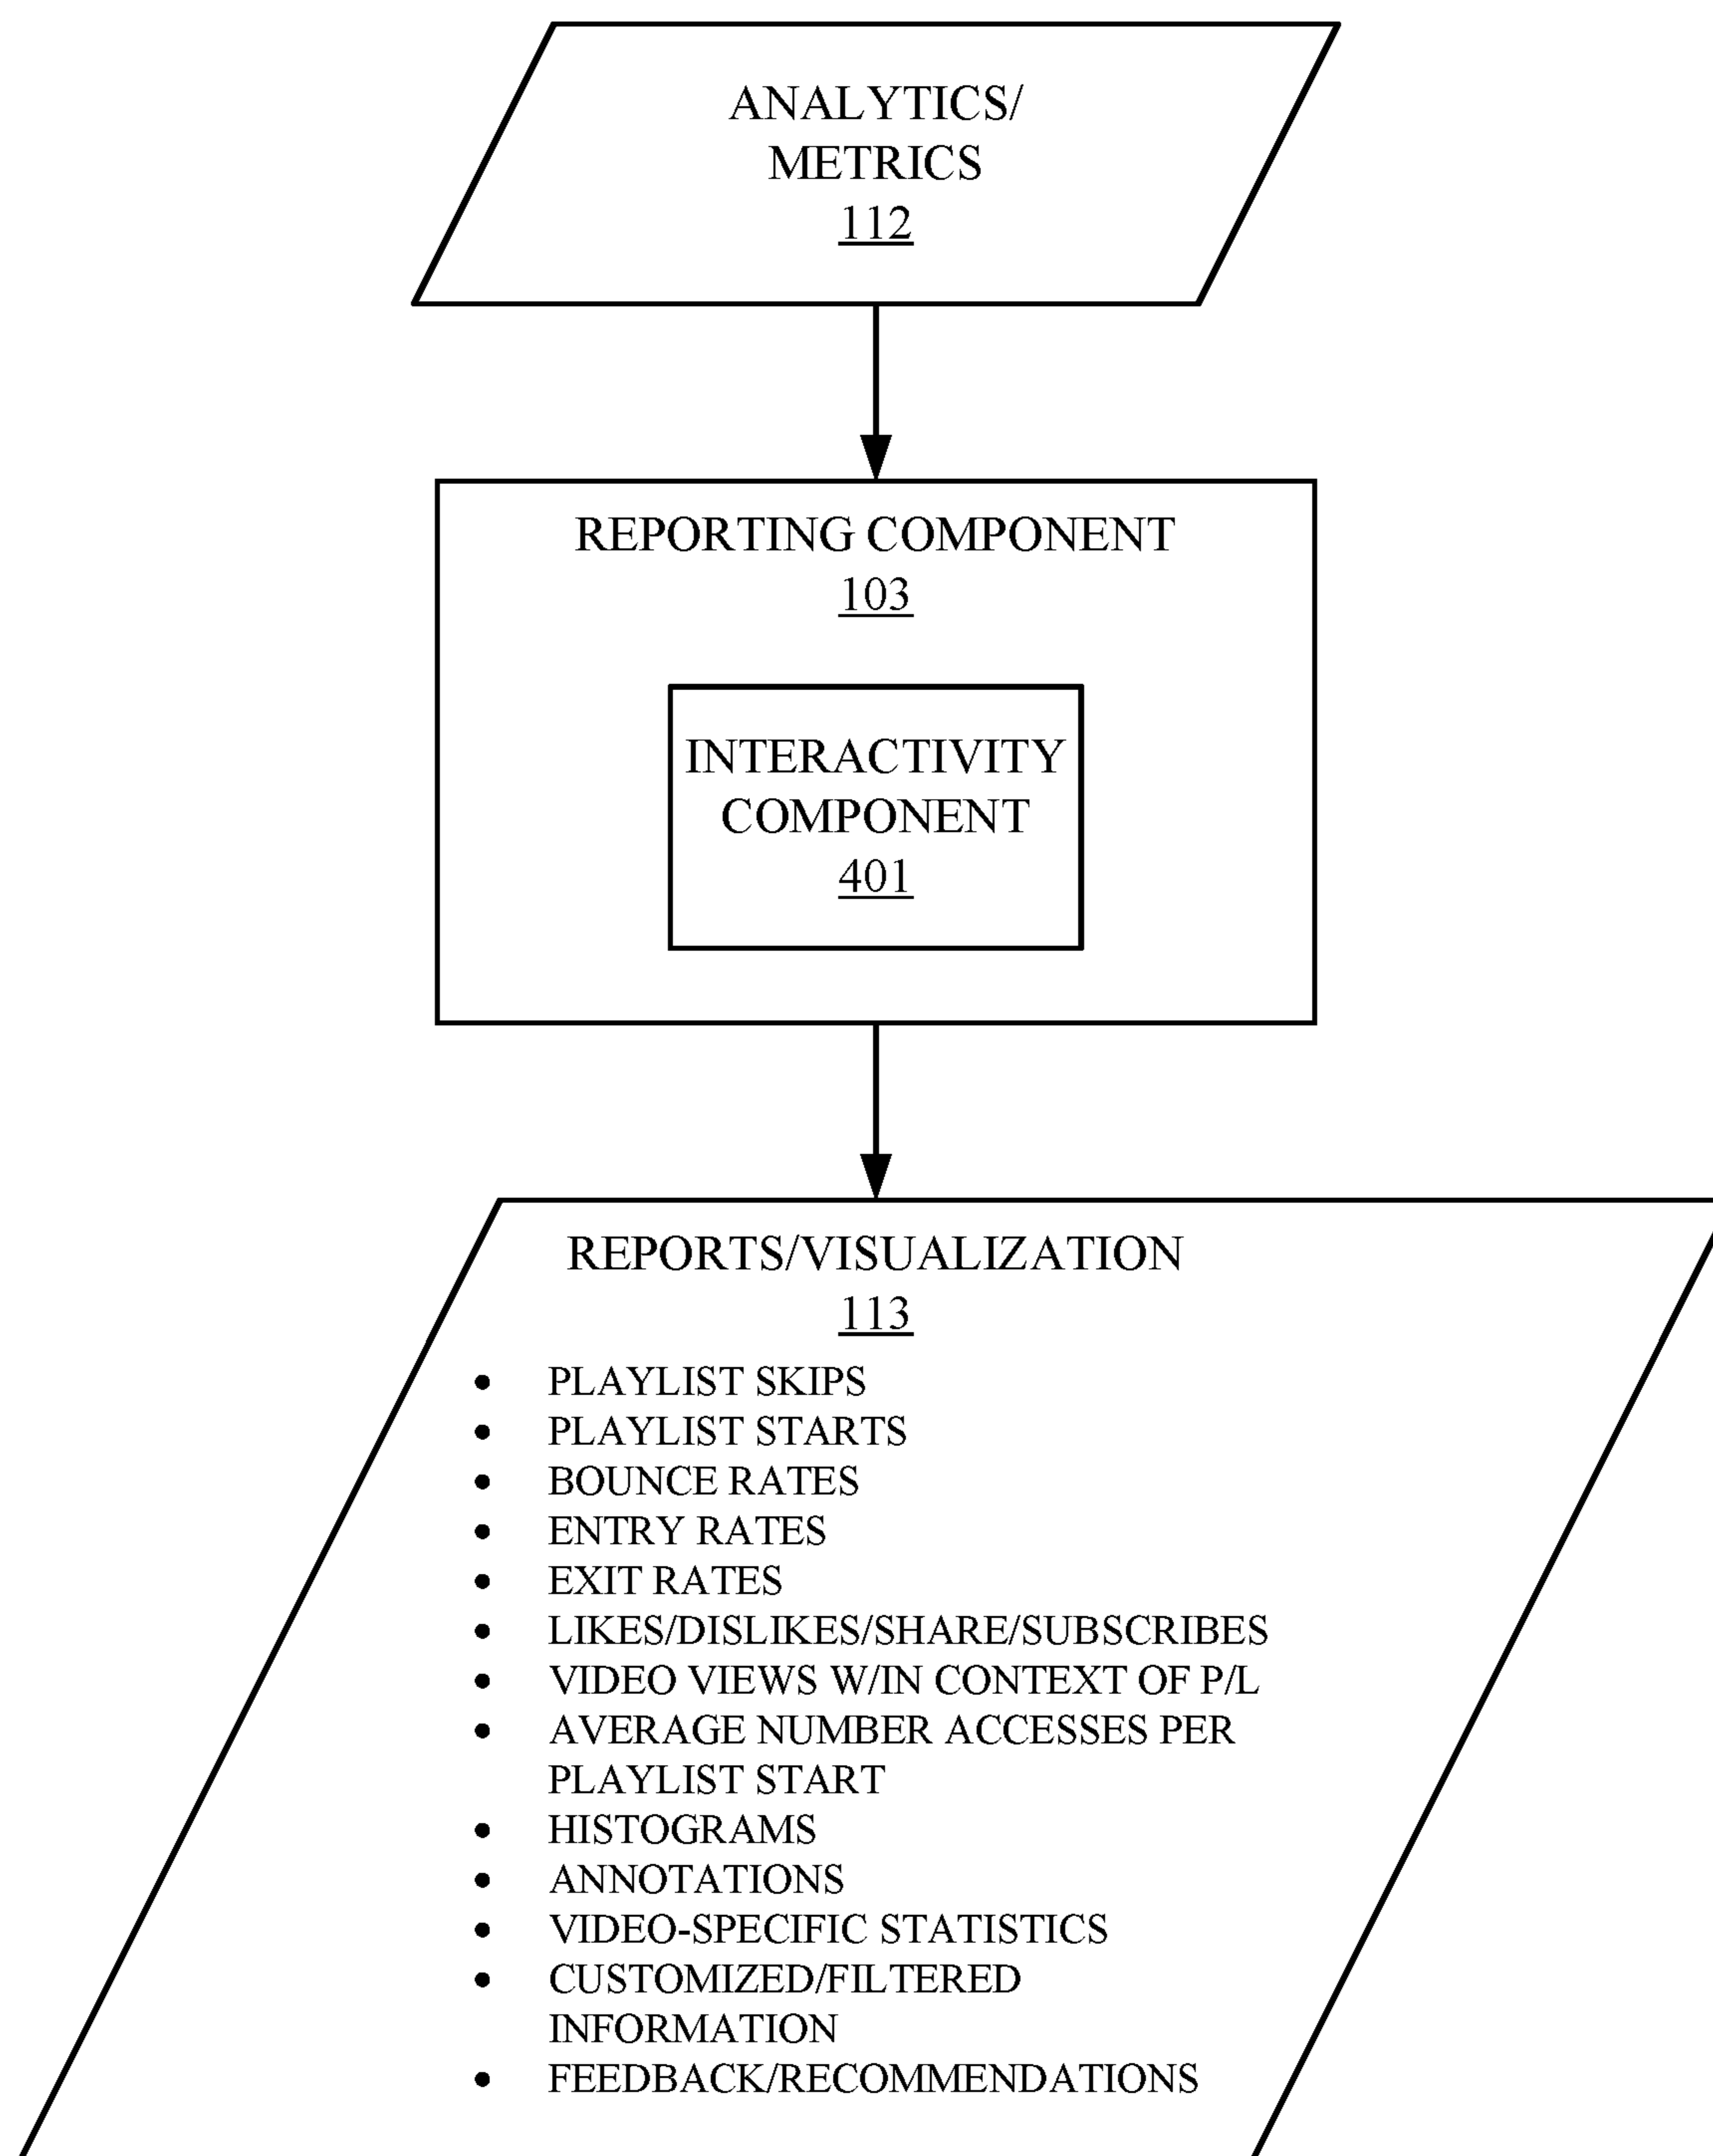 ANALYTICS/
METRICS
112
REPORTING COMPONENT
103
INTERACTIVITY
COMPONENT
401
REPORTS/VISUALIZATION
113
• PLAYLIST SKIPS
• PLAYLIST STARTS
• BOUNCE RATES
• ENTRY RATES
• EXIT RATES
• LIKES/DISLIKES/SHARE/SUBSCRIBES
• VIDEO VIEWS W/IN CONTEXT OF P/L
• AVERAGE NUMBER ACCESSES PER
PLAYLIST START
• HISTOGRAMS
• ANNOTATIONS
• VIDEO-SPECIFIC STATISTICS
• CUSTOMIZED/FILTERED
INFORMATION
• FEEDBACK/RECOMMENDATIONS